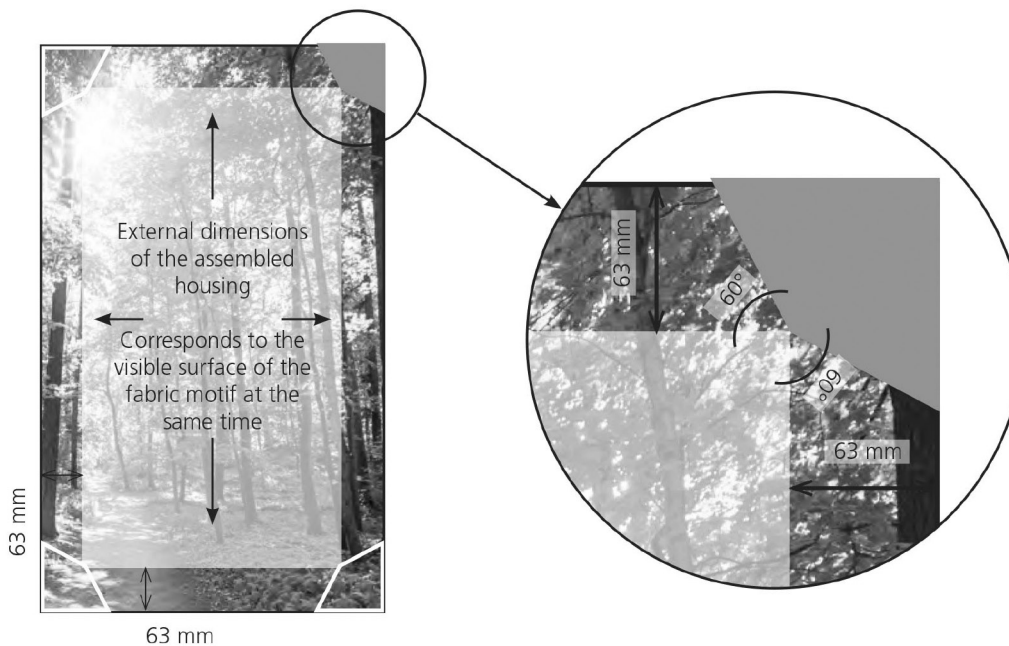 External dimensions
of the assembled
housing
Corresponds to the
visible surface of the
fabric motif at the
same time
63 mm
63 mm
63 mm
60°
60°
63 mm